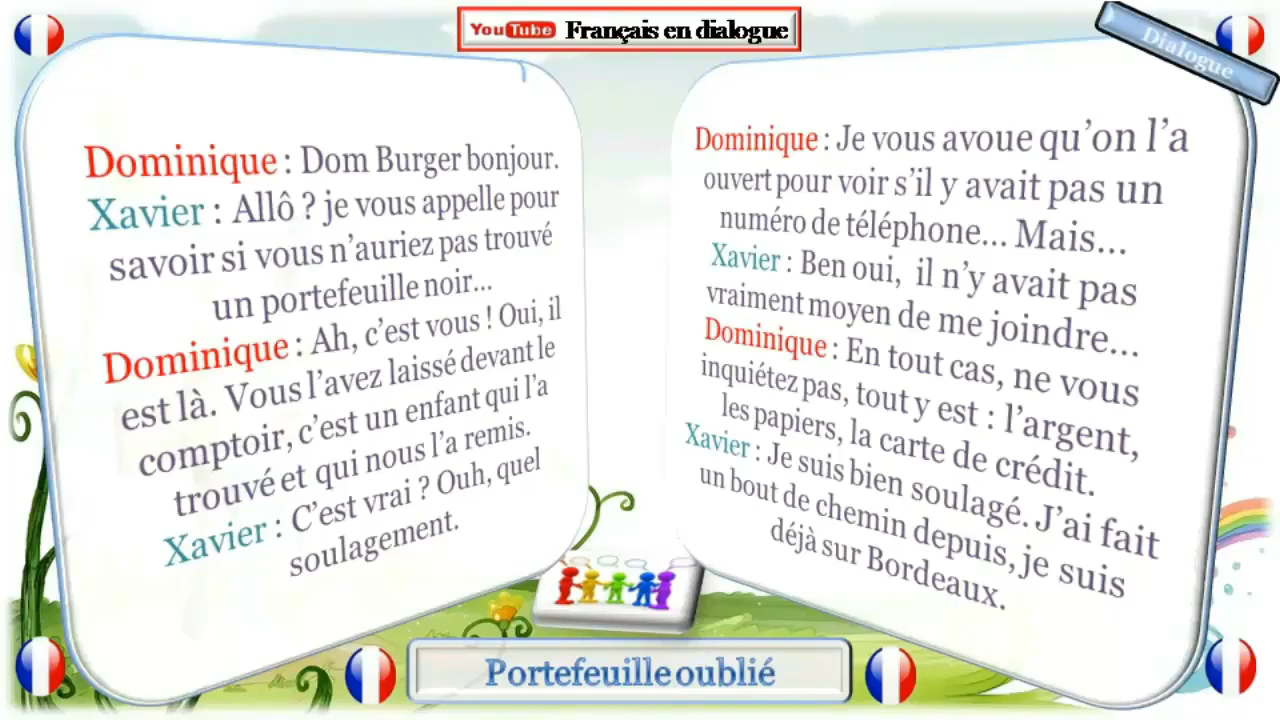 YouTube Français en dialogue
Dialogue
Dominique : Dom Burger bonjour.
Xavier : Allô ? je vous appelle pour
savoir si vous n’auriez pas trouvé
un portefeuille noir...
Dominique : Ah, c’est vous ! Oui, il
est là. Vous l’avez laissé devant le
comptoir, c’est un enfant qui l’a
trouvé et qui nous l’a remis.
Xavier : C’est vrai ? Ouh, quel
soulagement.
Dominique : Je vous avoue qu’on l’a
ouvert pour voir s’il y avait pas un
numéro de téléphone... Mais...
Xavier : Ben oui, il n’y avait pas
vraiment moyen de me joindre...
Dominique : En tout cas, ne vous
inquiétez pas, tout y est : l’argent,
les papiers, la carte de crédit.
Xavier : Je suis bien soulagé. J’ai fait
un bout de chemin depuis, je suis
déjà sur Bordeaux.
Portefeuille oublié